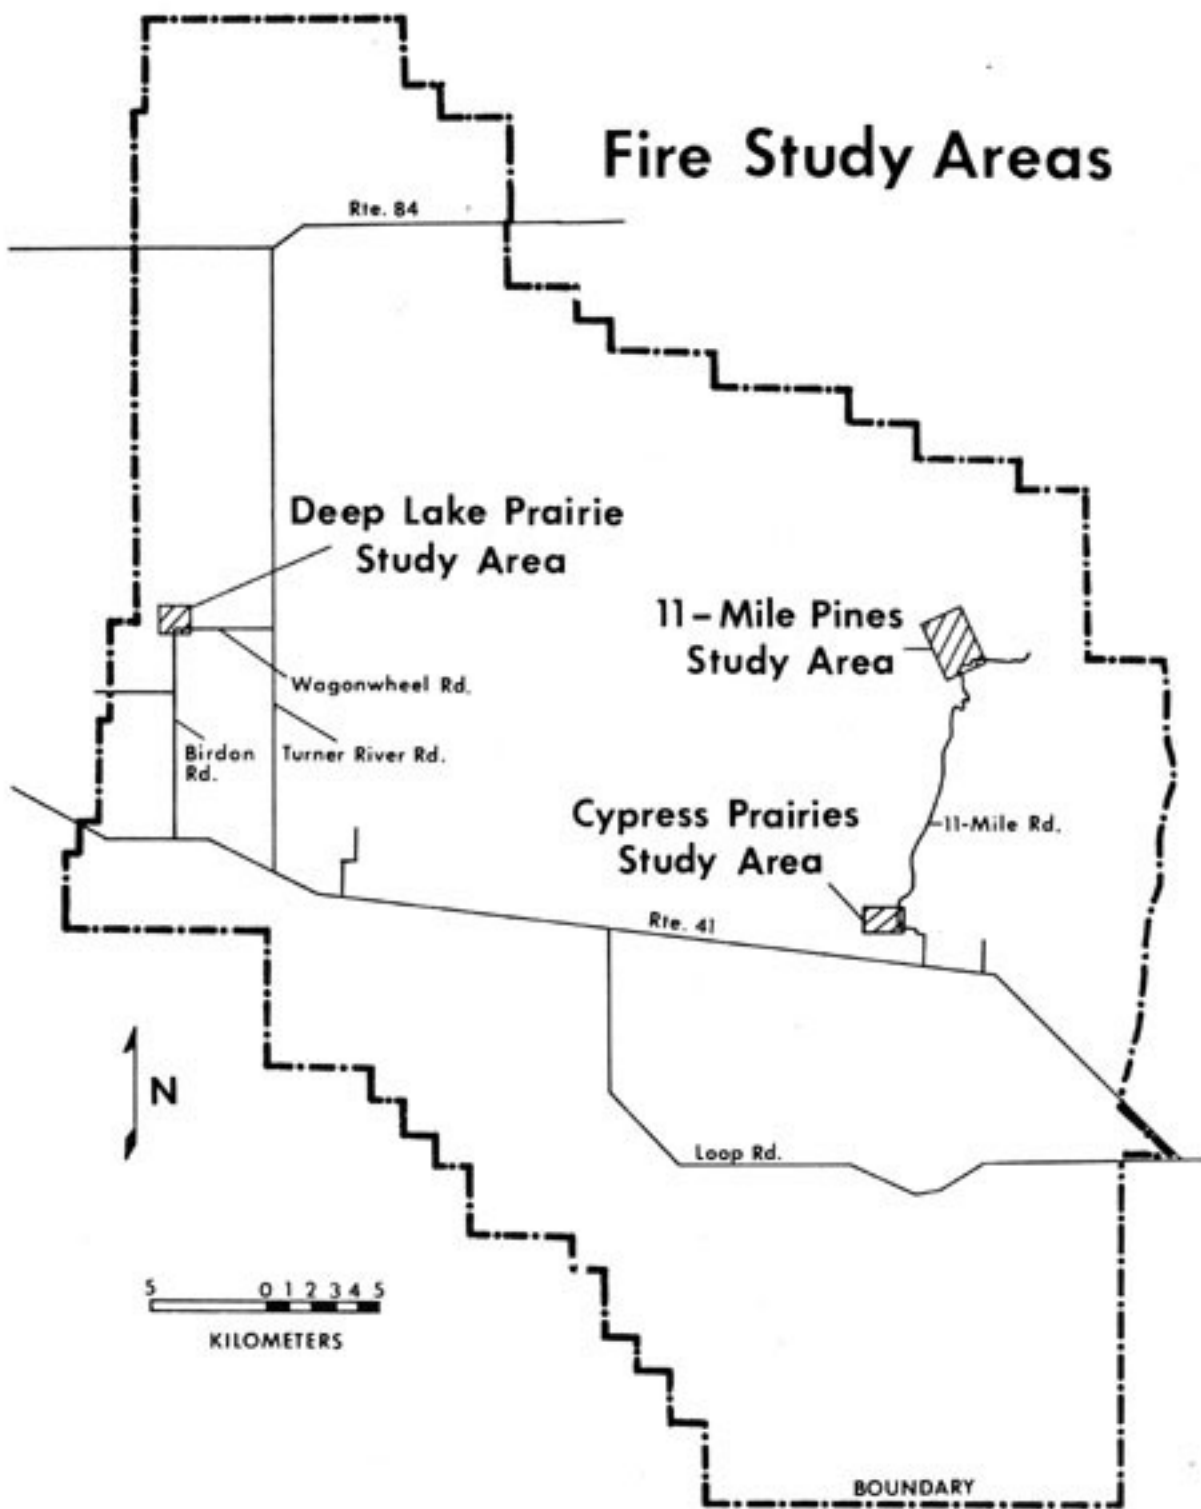 Fire Study Areas
Rte. 84
Deep Lake Prairie
Study Area
11-Mile Pines
Study Area
Wagonwheel Rd.
Birdon
Rd.
Turner River Rd.
Cypress Prairies
Study Area
11-Mile Rd.
Rte. 41
N
Loop Rd.
5 0 1 2 3 4 5
KILOMETERS
BOUNDARY